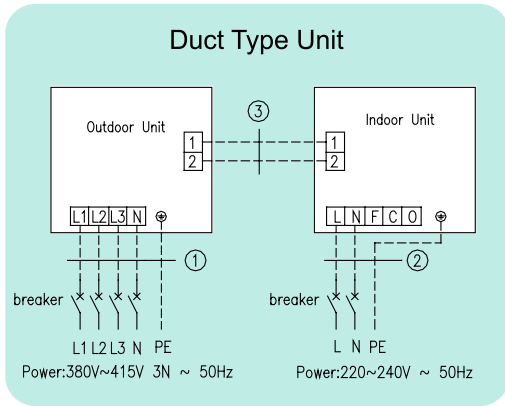 Duct Type Unit
3
Outdoor Unit
Indoor Unit
1
2
1
2
L1 L2 L3 N
L N F C O
1
2
breaker
breaker
L1 L2 L3 N PE
L N PE
Power:380V~415V 3N ~ 50Hz
Power:220~240V ~ 50Hz